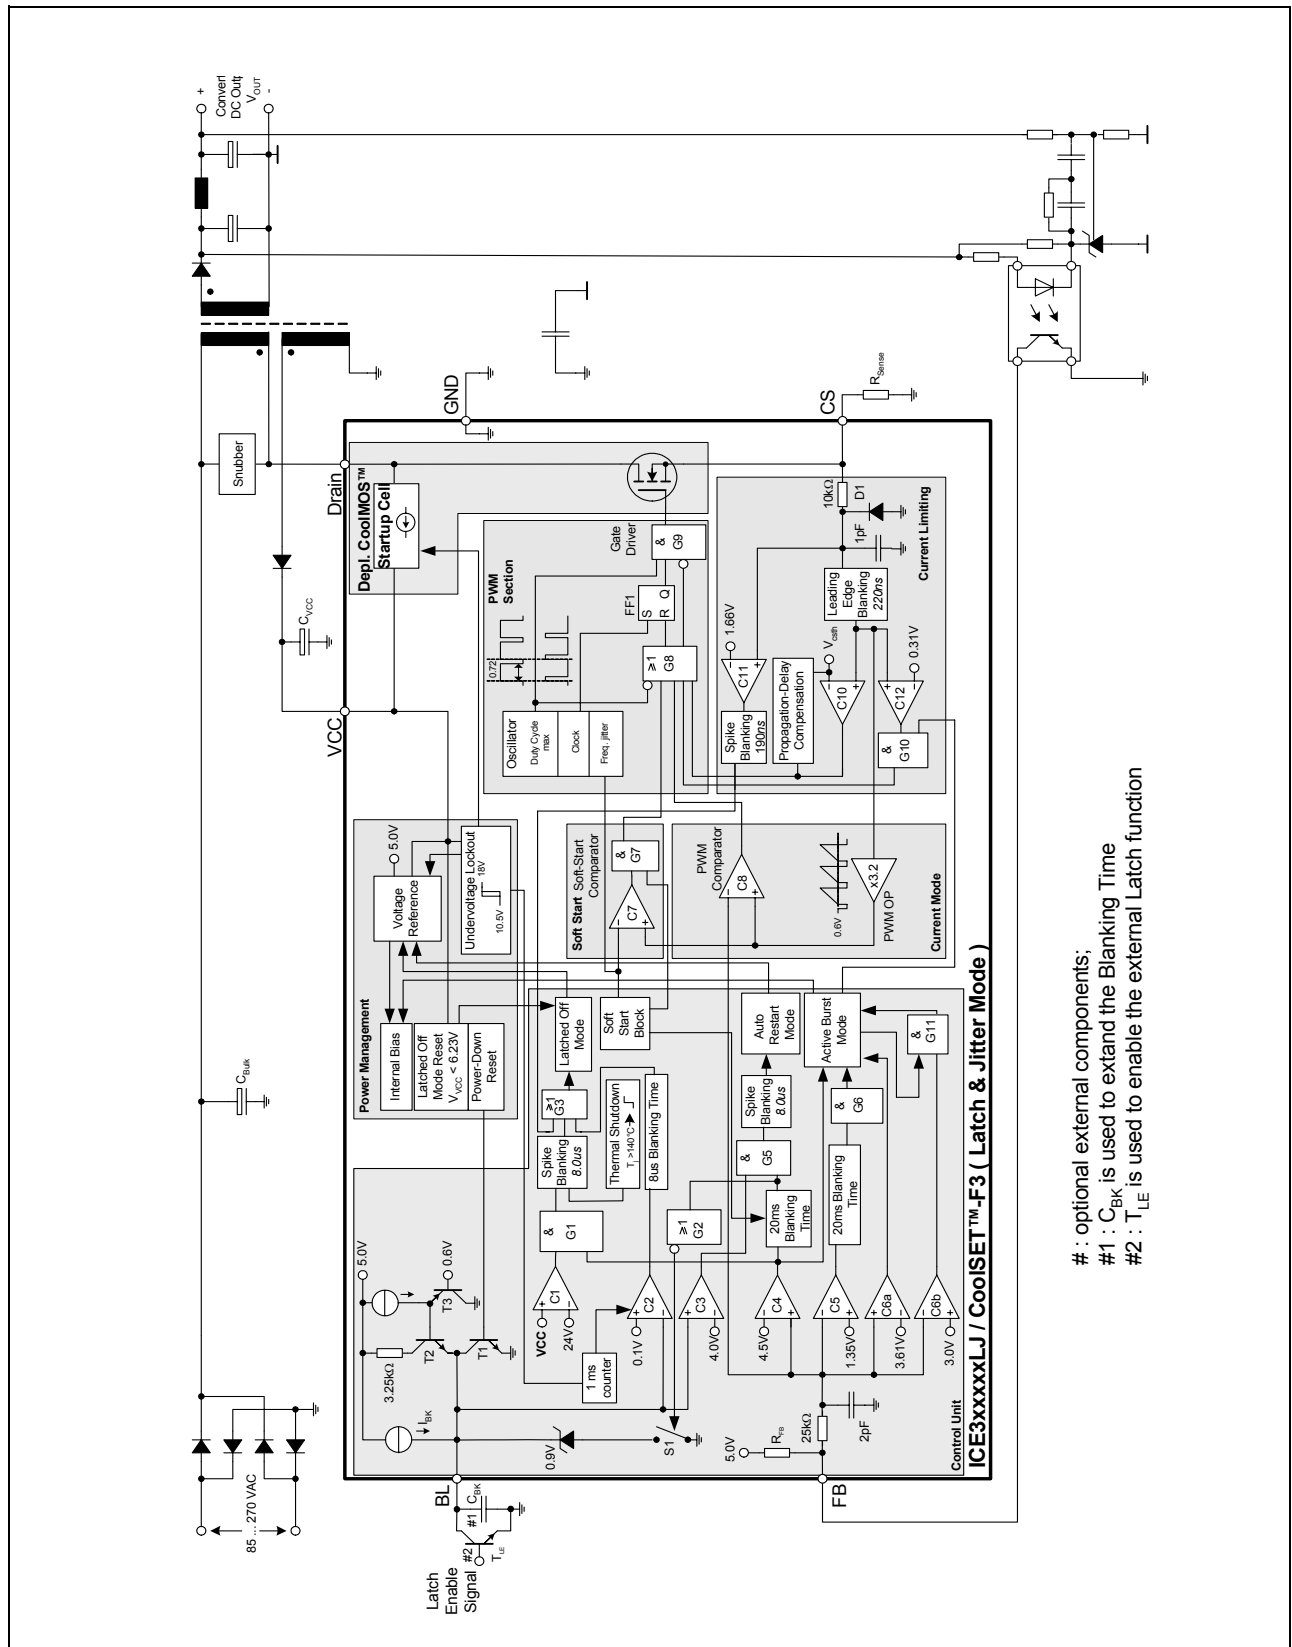 +
Convert
DC Outp
V_OUT
-
Snubber
C_Bulk
C_VCC
85 ... 270 VAC
Drain
VCC
GND
CS
R_Sense
BL
FB
#1
C_BK
#2
T_LE
Latch
Enable
Signal
Depl. CoolMOS™
Startup Cell
Power Management
Internal Bias
Latched Off
Mode Reset
V_VCC < 6.23V
Power-Down
Reset
Voltage
Reference
5.0V
Undervoltage Lockout
18V
10.5V
PWM
Section
0.72
Oscillator
Duty Cycle
max
Clock
Freq. jitter
Gate
Driver
&
G9
FF1
S
R
Q
≥1
G8
Soft Start
Soft-Start
Comparator
C7
&
G7
Current Mode
PWM
Comparator
C8
0.6V
x3.2
PWM OP
Current Limiting
10kΩ
D1
1pF
Leading
Edge
Blanking
220ns
1.66V
C11
Spike
Blanking
190ns
Propagation-Delay
Compensation
V_csth
C10
C12
0.31V
&
G10
5.0V
3.25kΩ
I_BK
T2
T3
0.6V
T1
0.9V
S1
1 ms
counter
VCC
24V
C1
&
G1
Spike
Blanking
8.0us
≥1
G3
Latched Off
Mode
Thermal Shutdown
T_j >140°C
0.1V
C2
8us Blanking Time
Soft
Start
Block
4.0V
C3
≥1
G2
4.5V
C4
20ms
Blanking
Time
&
G5
Spike
Blanking
8.0us
Auto
Restart
Mode
1.35V
C5
20ms Blanking
Time
&
G6
Active Burst
Mode
3.61V
C6a
3.0V
C6b
&
G11
5.0V
R_FB
25kΩ
2pF
Control Unit
ICE3xxxxxLJ / CoolSET™-F3 ( Latch & Jitter Mode )
# : optional external components;
#1 : C_BK is used to extand the Blanking Time
#2 : T_LE is used to enable the external Latch function